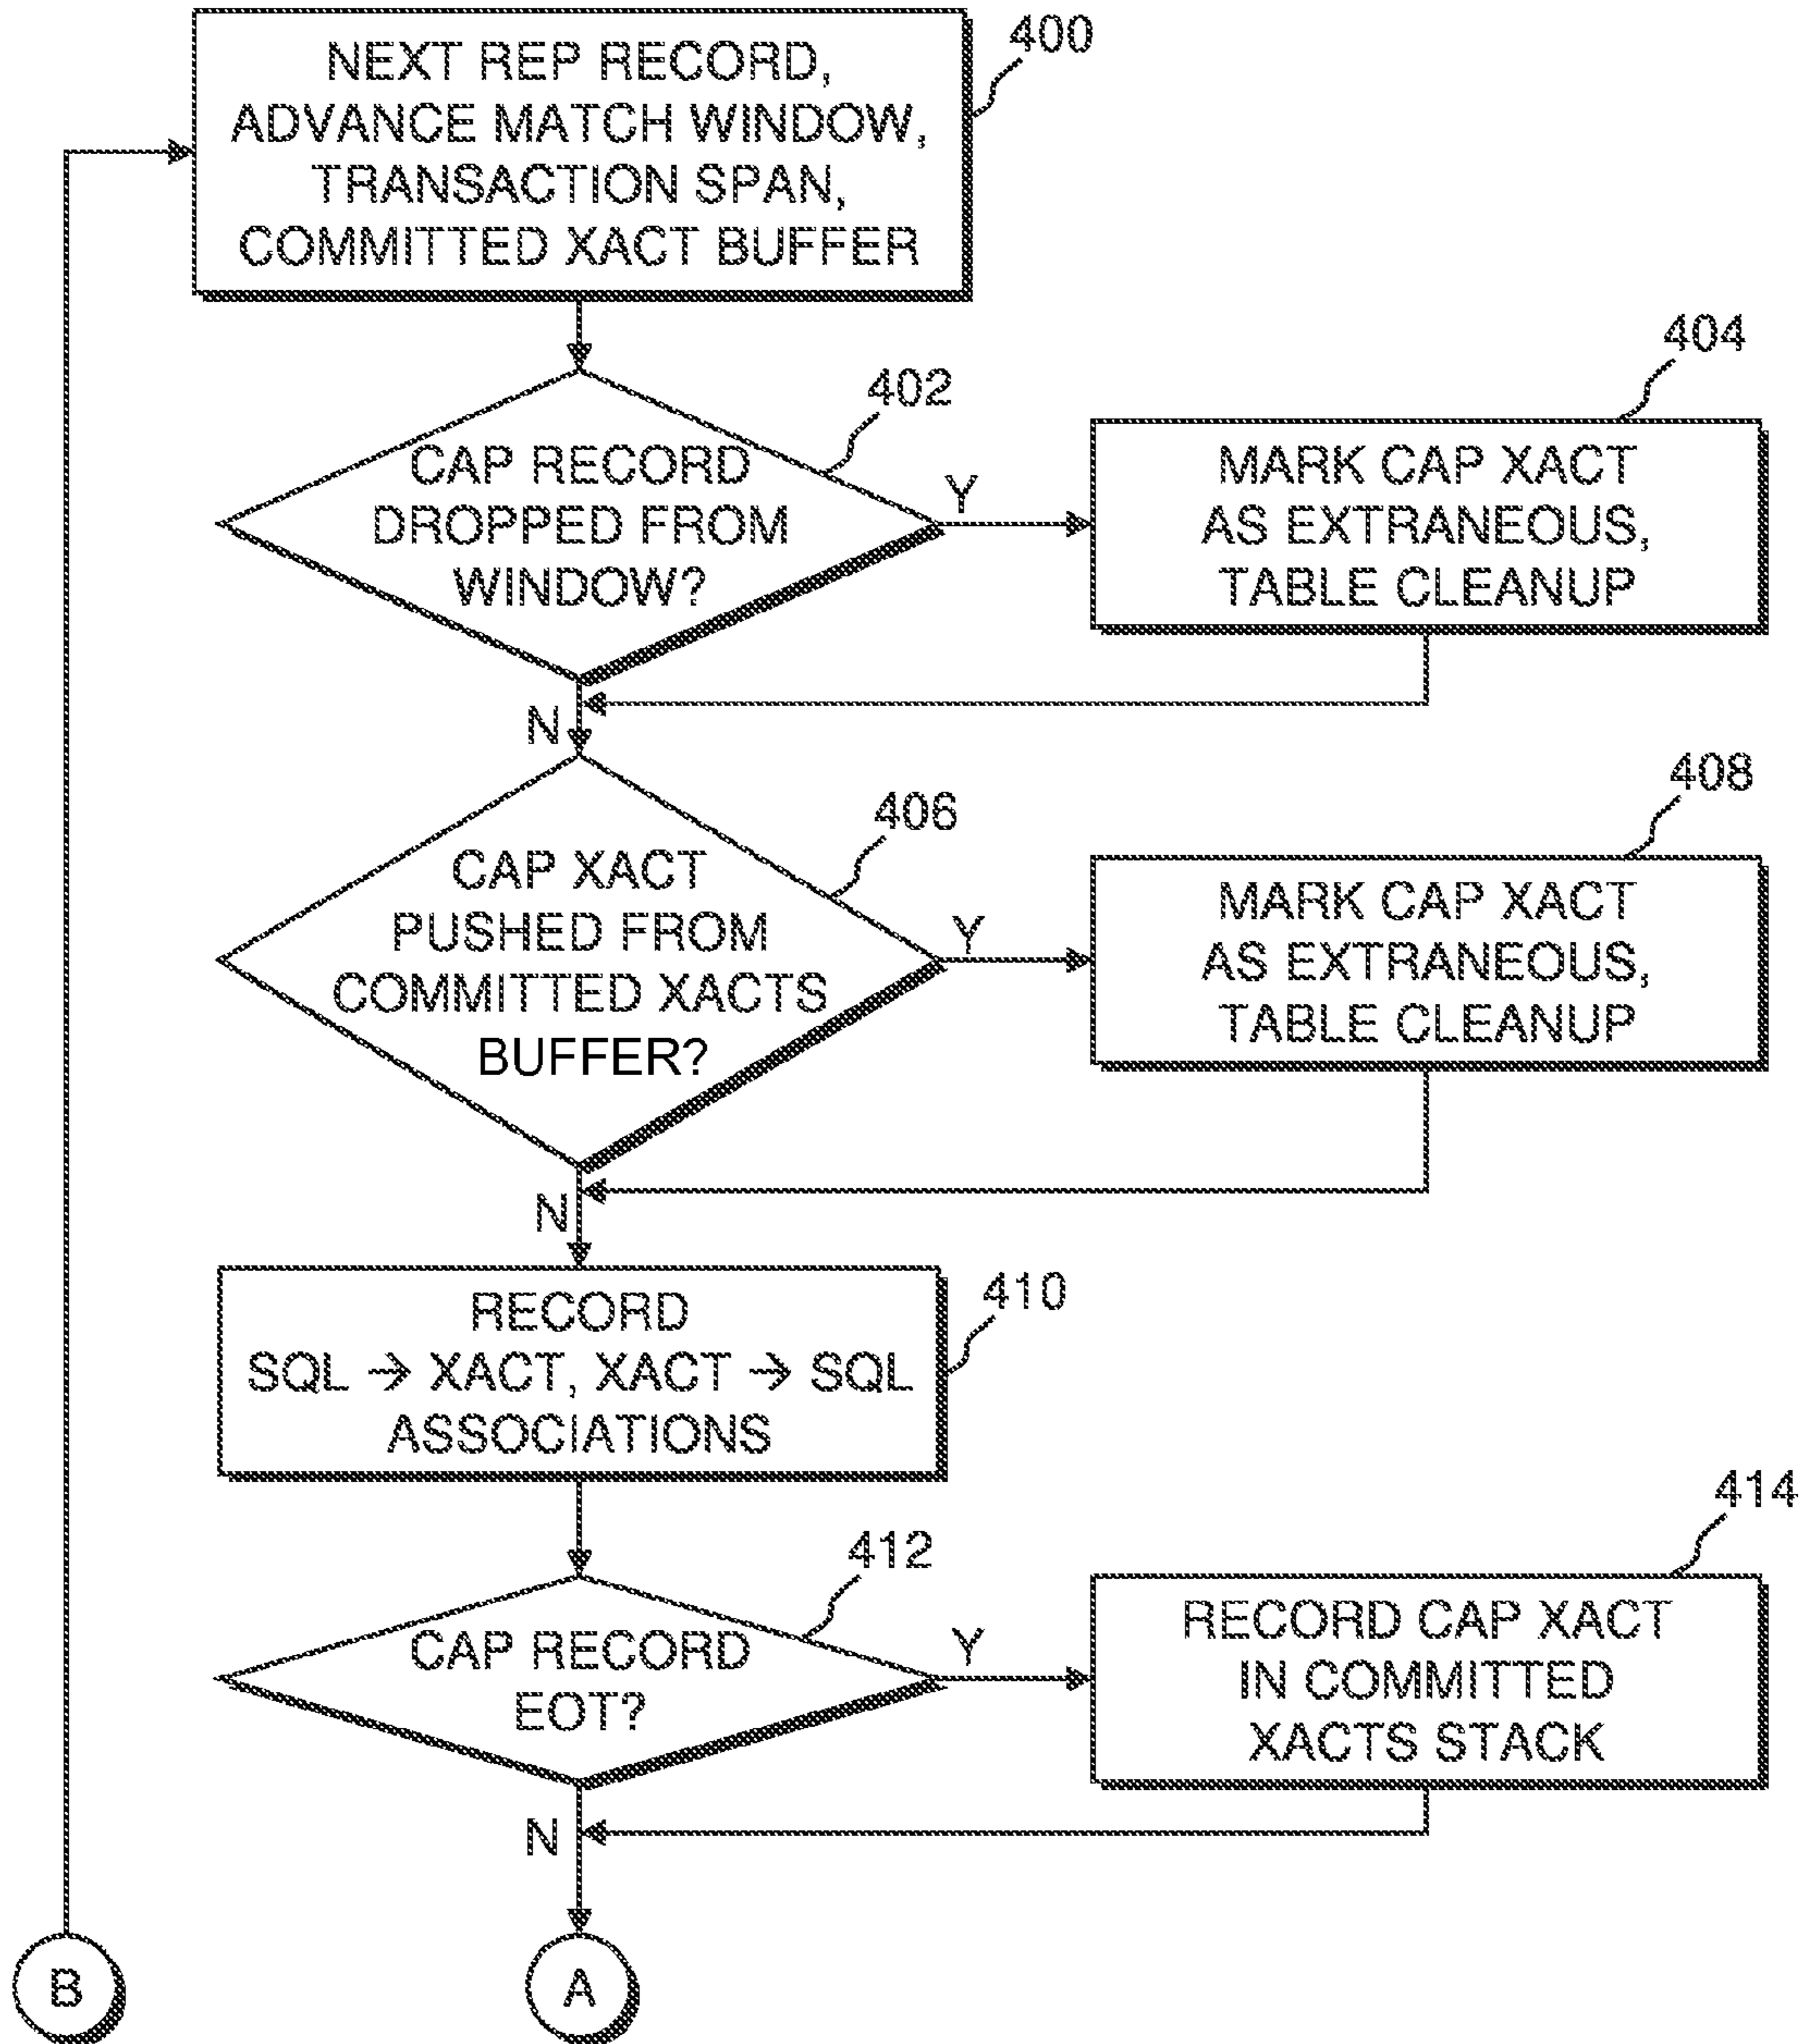 NEXT REP RECORD,
ADVANCE MATCH WINDOW,
TRANSACTION SPAN,
COMMITTED XACT BUFFER
400
CAP RECORD
DROPPED FROM
WINDOW?
402
Y
N
MARK CAP XACT
AS EXTRANEOUS,
TABLE CLEANUP
404
CAP XACT
PUSHED FROM
COMMITTED XACTS
BUFFER?
406
Y
N
MARK CAP XACT
AS EXTRANEOUS,
TABLE CLEANUP
408
RECORD
SQL → XACT, XACT → SQL
ASSOCIATIONS
410
CAP RECORD
EOT?
412
Y
N
RECORD CAP XACT
IN COMMITTED
XACTS STACK
414
B
A